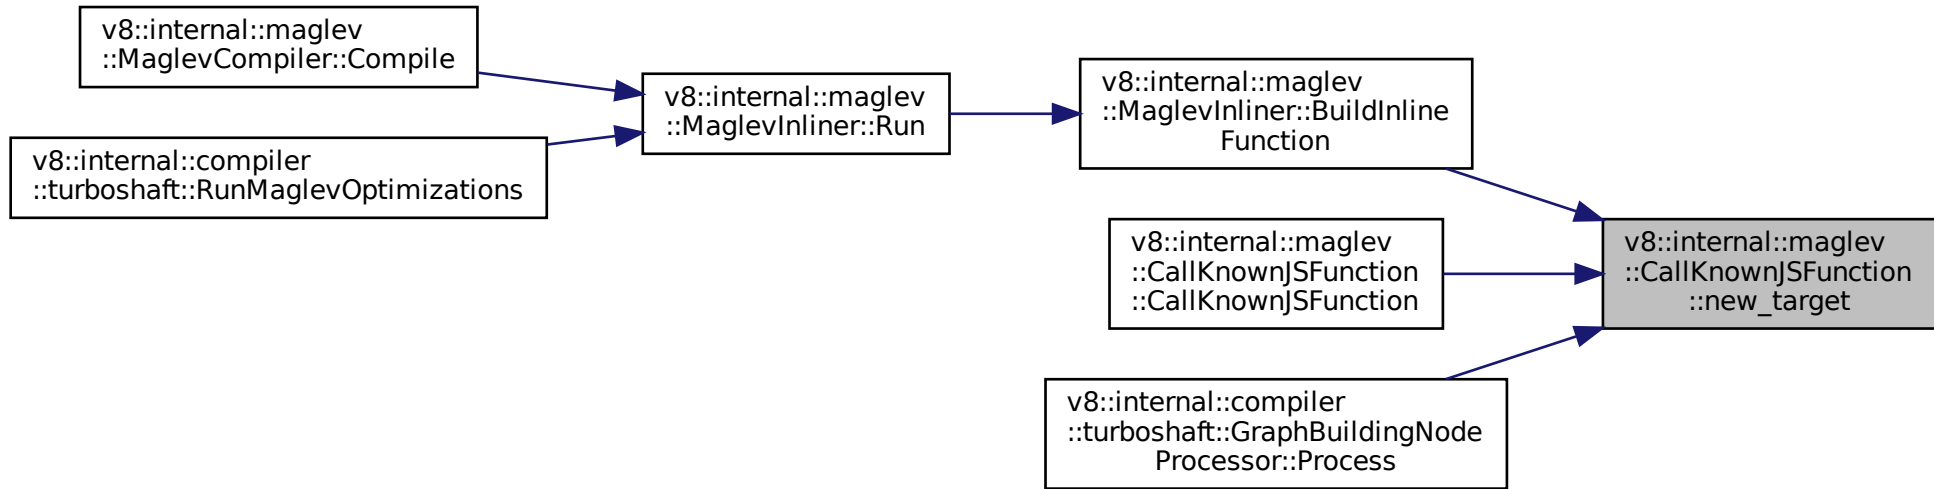 v8::internal::maglev
::MaglevCompiler::Compile
v8::internal::compiler
::turboshaft::RunMaglevOptimizations
v8::internal::maglev
::MaglevInliner::Run
v8::internal::maglev
::MaglevInliner::BuildInline
Function
v8::internal::maglev
::CallKnownJSFunction
::CallKnownJSFunction
v8::internal::compiler
::turboshaft::GraphBuildingNode
Processor::Process
v8::internal::maglev
::CallKnownJSFunction
::new_target